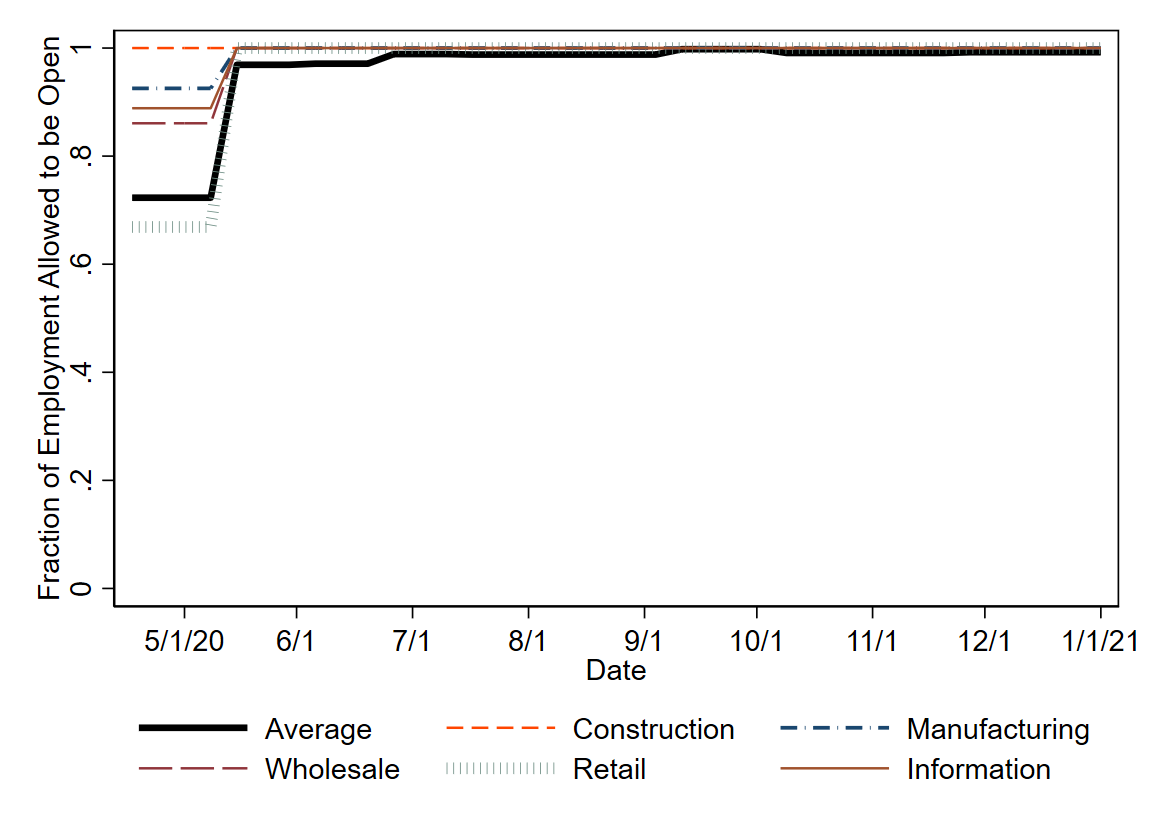 Fraction of Employment Allowed to be Open
1
.8
.6
.4
.2
0
5/1/20 6/1 7/1 8/1 9/1 10/1 11/1 12/1 1/1/21
Date
Average Construction Manufacturing
Wholesale Retail Information